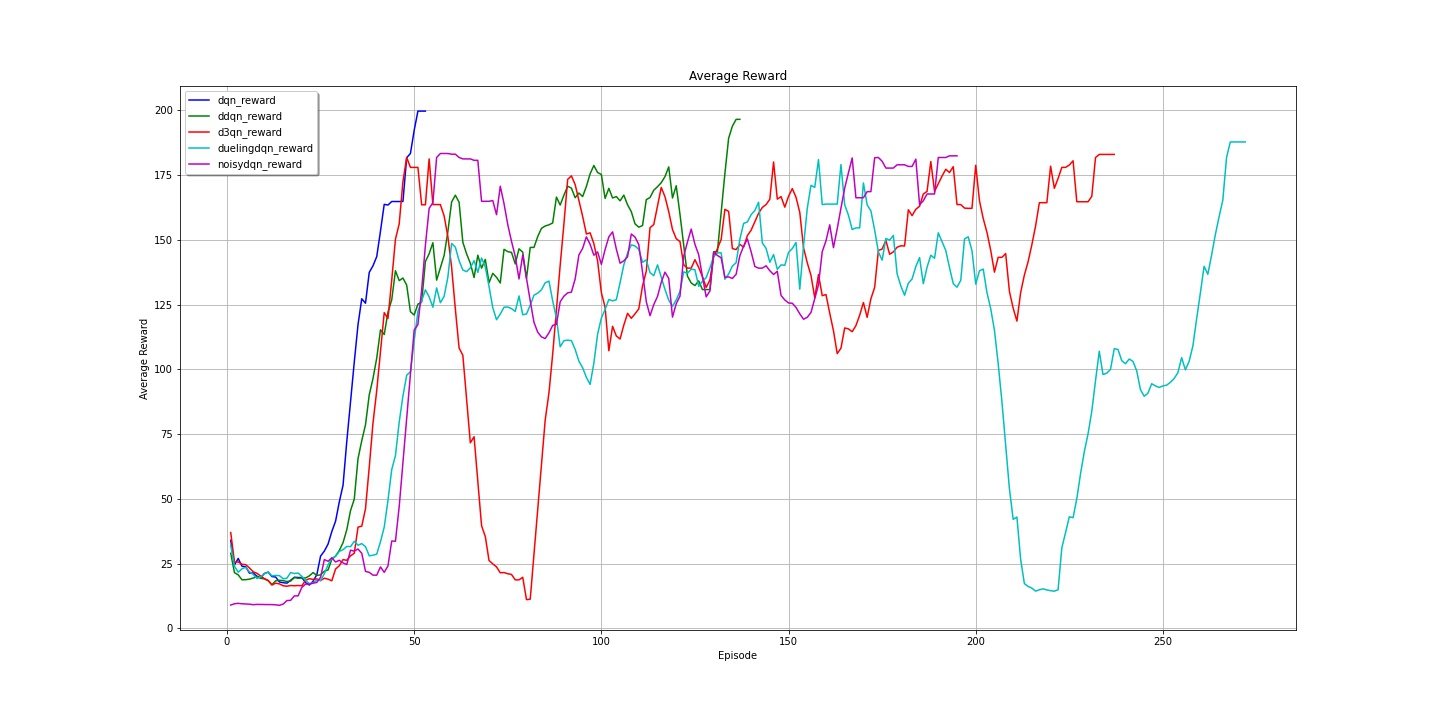 Average Reward
dqn_reward
ddqn_reward
d3qn_reward
duelingdqn_reward
noisydqn_reward
Average Reward
200
175
150
125
100
75
50
25
0
0 50 100 150 200 250
Episode